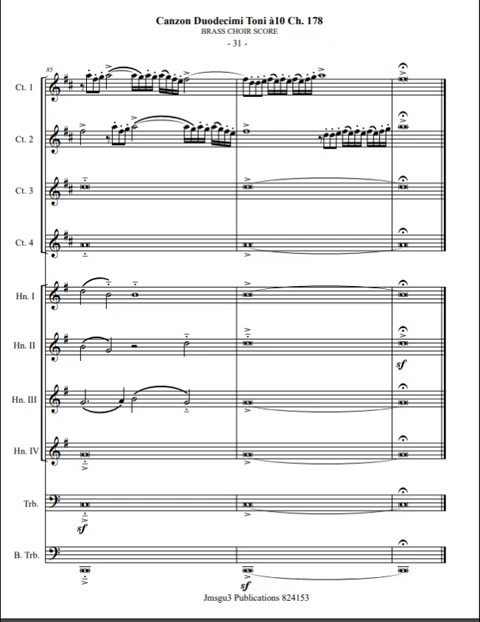 Canzon Duodecimi Toni à10 Ch. 178
BRASS CHOIR SCORE
- 31 -
85
Ct. 1
Ct. 2
Ct. 3
Ct. 4
Hn. I
Hn. II
sf
Hn. III
Hn. IV
Trb.
sf
B. Trb.
sf
Jmsgu3 Publications 824153